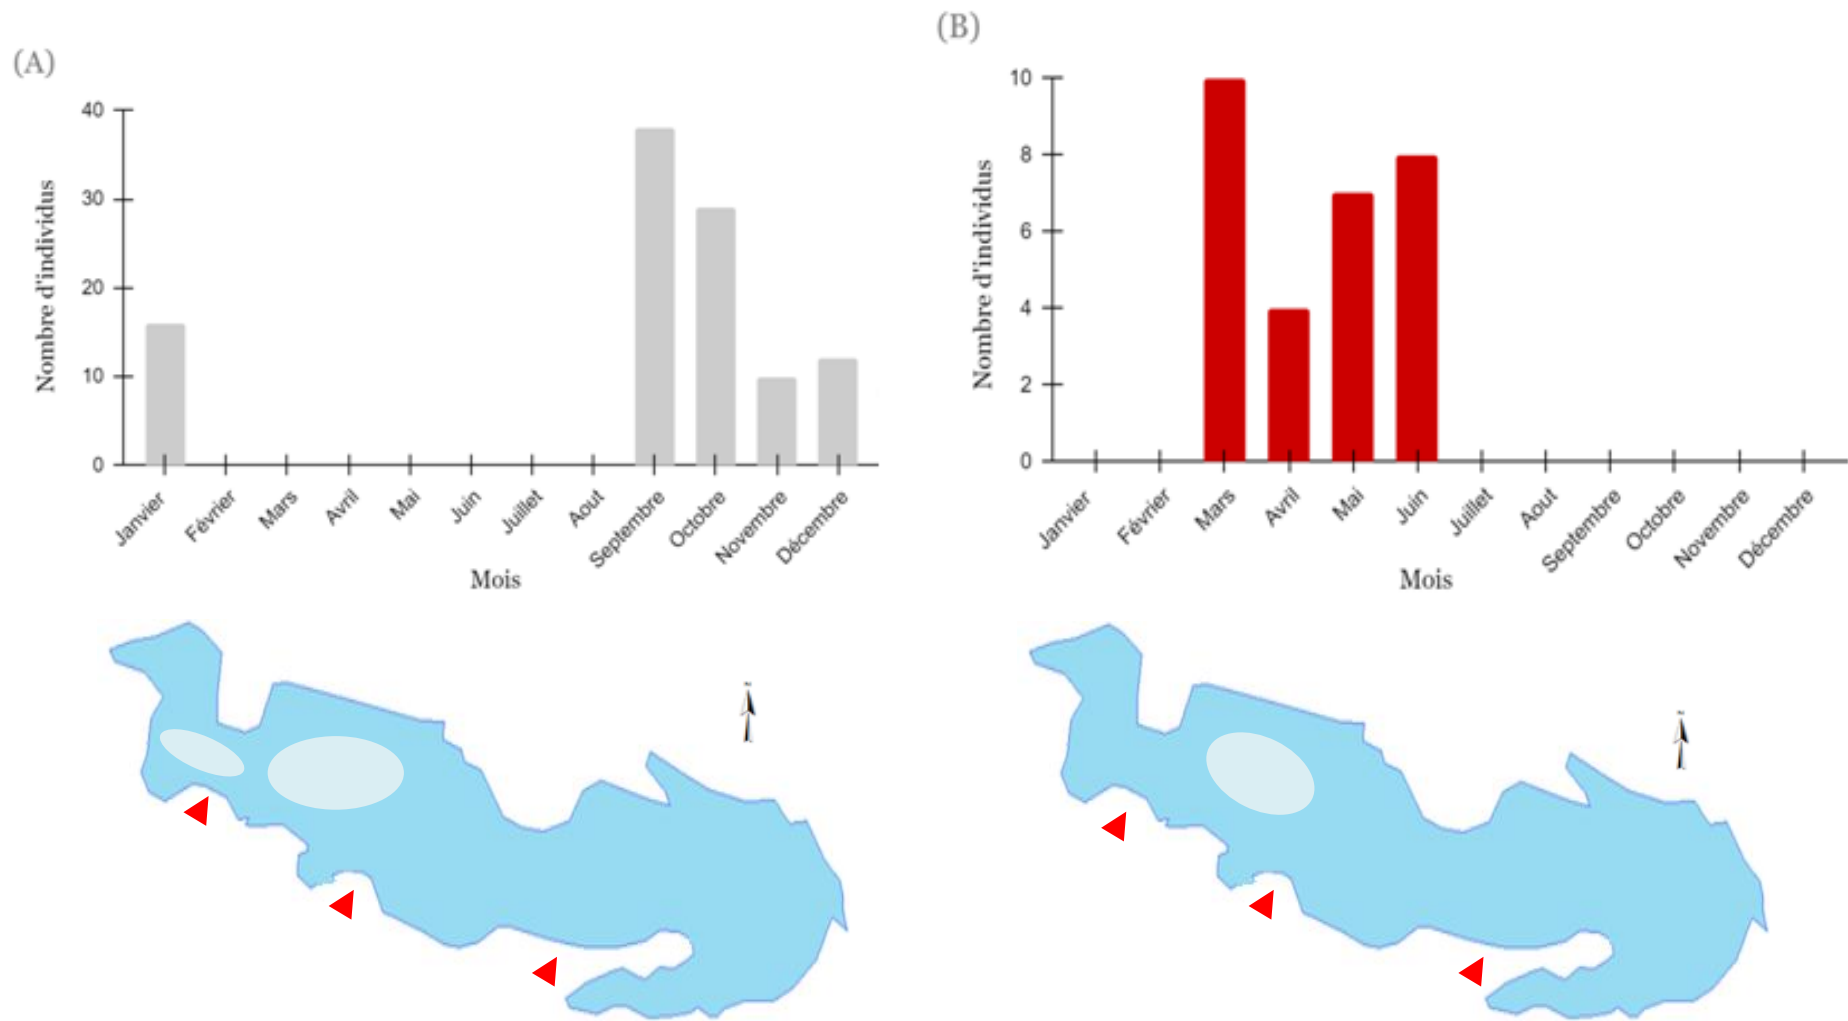 (A)
40
30
20
10
0
Nombre d'individus
Janvier
Février
Mars
Avril
Mai
Juin
Juillet
Aout
Septembre
Octobre
Novembre
Décembre
Mois
(B)
10
8
6
4
2
0
Nombre d'individus
Janvier
Février
Mars
Avril
Mai
Juin
Juillet
Aout
Septembre
Octobre
Novembre
Décembre
Mois